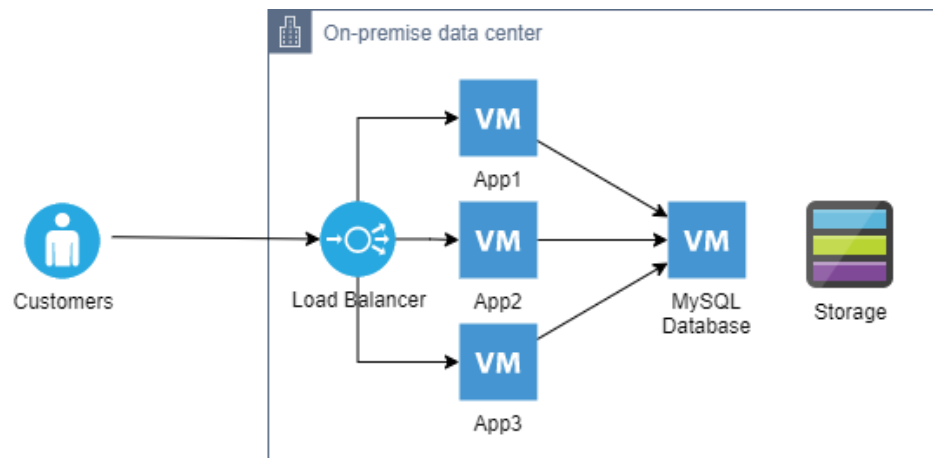 On-premise data center
VM
App1
Customers
Load Balancer
VM
App2
VM
MySQL
Database
Storage
VM
App3